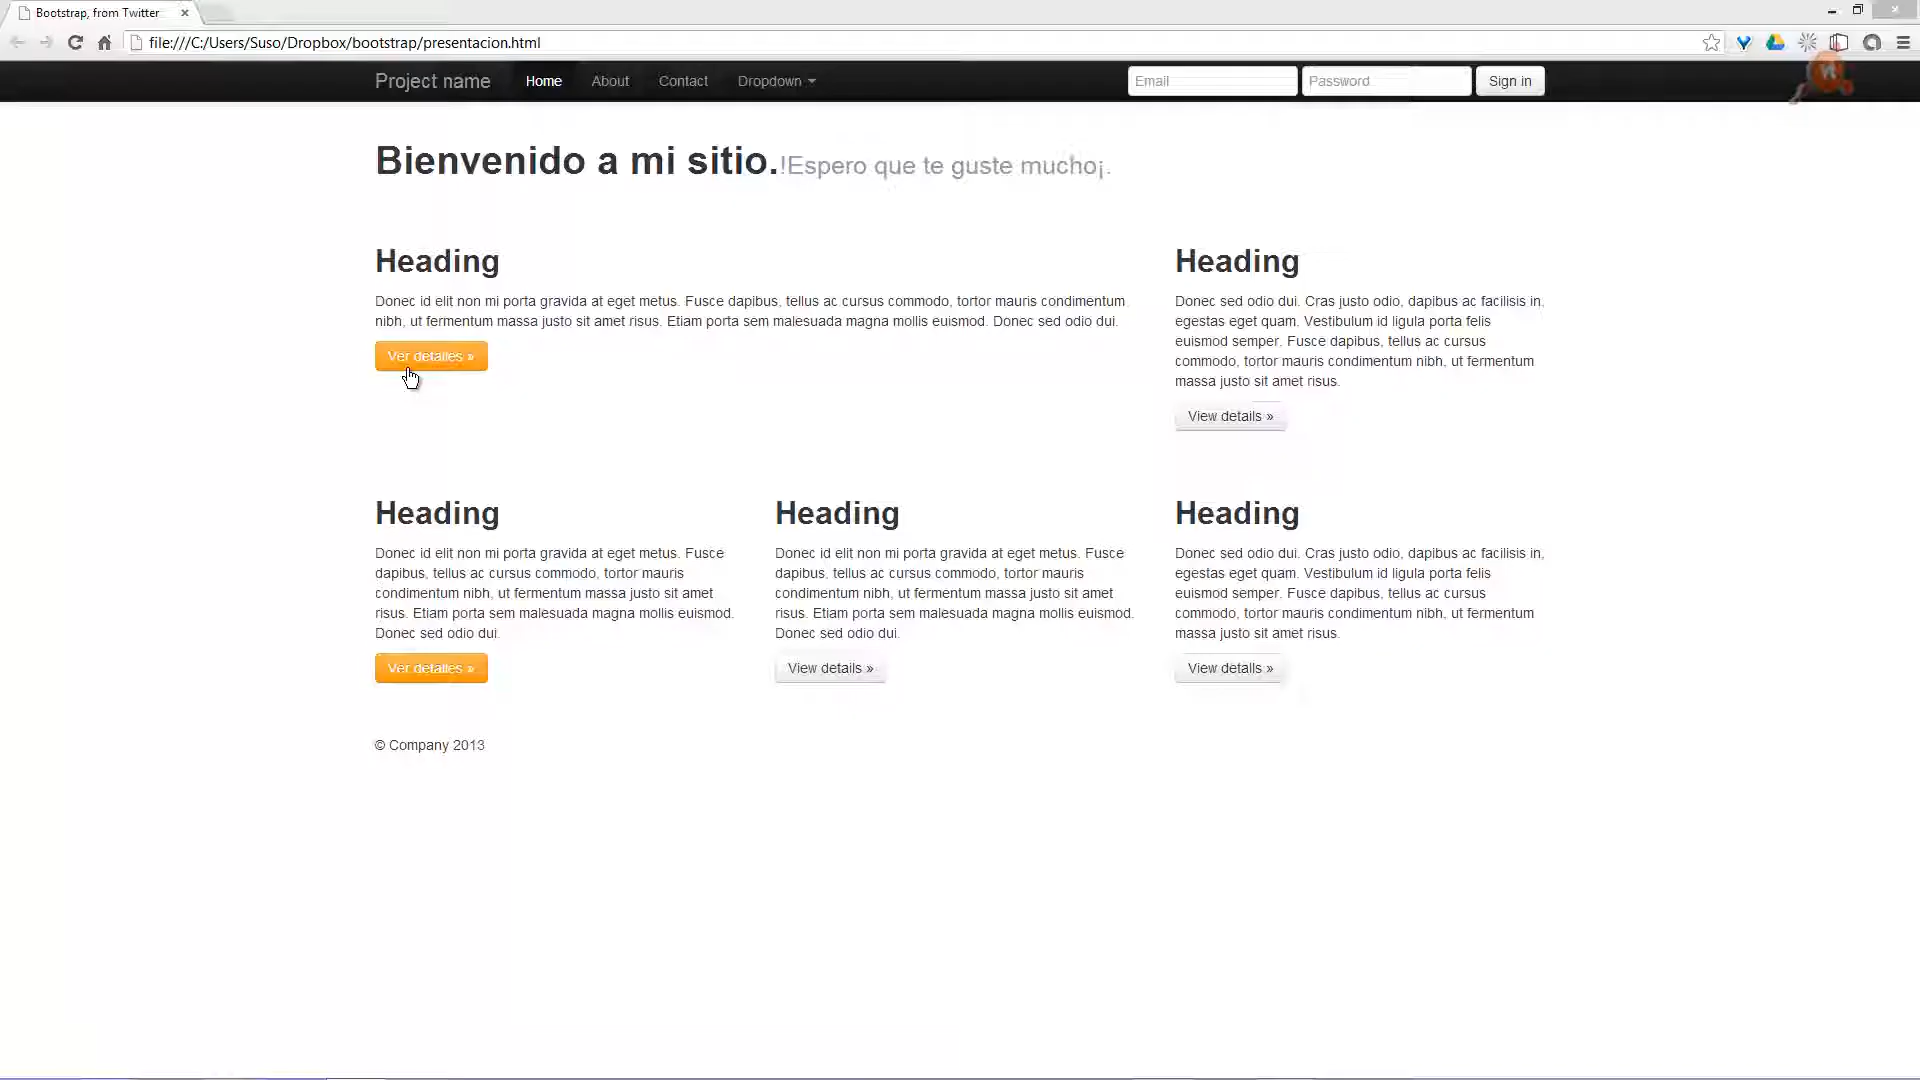 Bootstrap, from Twitter
file:///C:/Users/Suso/Dropbox/bootstrap/presentacion.html
Project name Home About Contact Dropdown Email Password Sign in
Bienvenido a mi sitio.!Espero que te guste mucho¡.
Heading
Donec id elit non mi porta gravida at eget metus. Fusce dapibus, tellus ac cursus commodo, tortor mauris condimentum
nibh, ut fermentum massa justo sit amet risus. Etiam porta sem malesuada magna mollis euismod. Donec sed odio dui.
Ver detalles »
Heading
Donec sed odio dui. Cras justo odio, dapibus ac facilisis in,
egestas eget quam. Vestibulum id ligula porta felis
euismod semper. Fusce dapibus, tellus ac cursus
commodo, tortor mauris condimentum nibh, ut fermentum
massa justo sit amet risus.
View details »
Heading
Donec id elit non mi porta gravida at eget metus. Fusce
dapibus, tellus ac cursus commodo, tortor mauris
condimentum nibh, ut fermentum massa justo sit amet
risus. Etiam porta sem malesuada magna mollis euismod.
Donec sed odio dui.
Ver detalles »
Heading
Donec id elit non mi porta gravida at eget metus. Fusce
dapibus, tellus ac cursus commodo, tortor mauris
condimentum nibh, ut fermentum massa justo sit amet
risus. Etiam porta sem malesuada magna mollis euismod.
Donec sed odio dui.
View details »
Heading
Donec sed odio dui. Cras justo odio, dapibus ac facilisis in,
egestas eget quam. Vestibulum id ligula porta felis
euismod semper. Fusce dapibus, tellus ac cursus
commodo, tortor mauris condimentum nibh, ut fermentum
massa justo sit amet risus.
View details »
© Company 2013